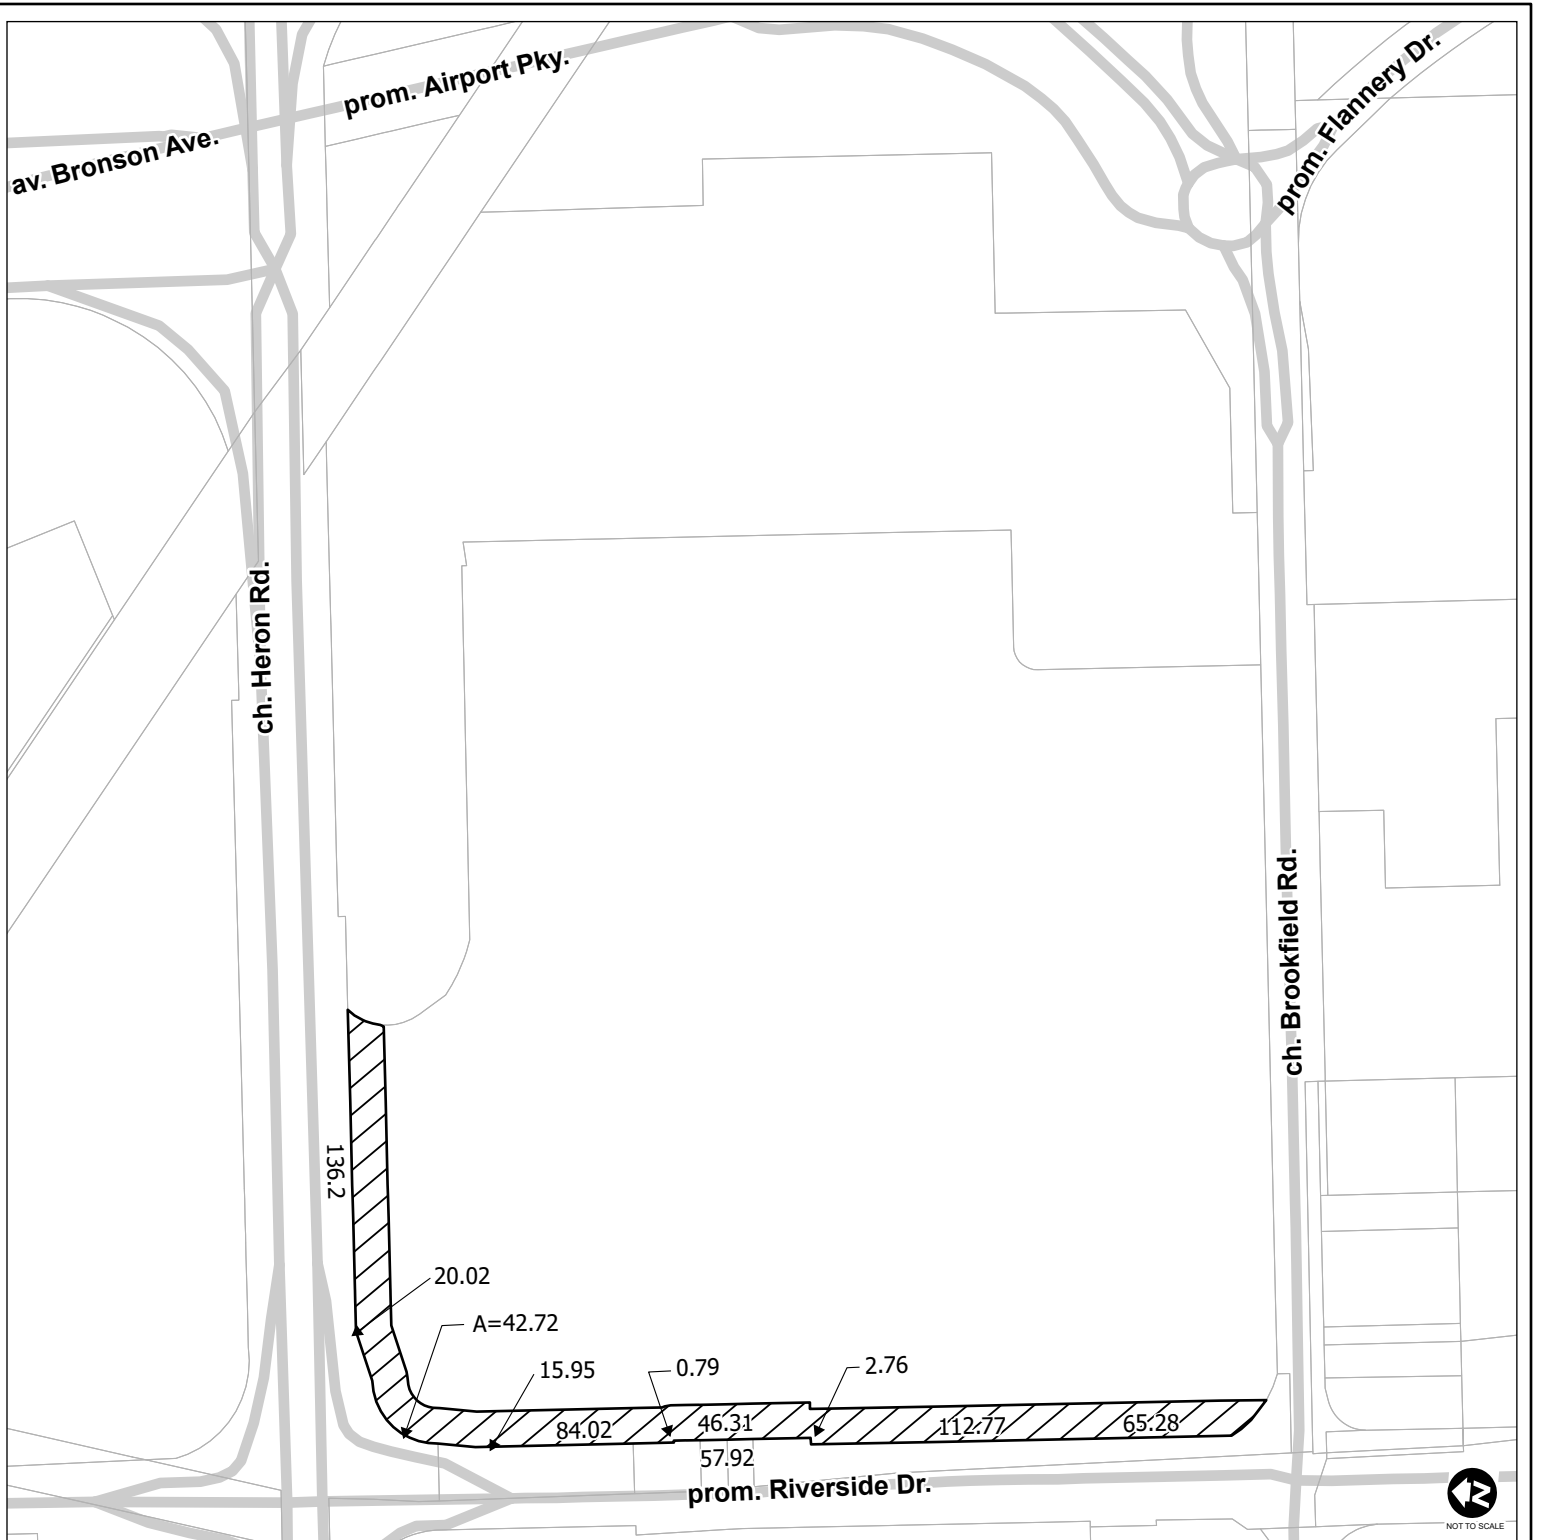 prom. Airport Pky.
av. Bronson Ave.
prom. Flannery Dr.
ch. Heron Rd.
ch. Brookfield Rd.
136.2
20.02
A=42.72
15.95
0.79
2.76
84.02
46.31
112.77
65.28
57.92
prom. Riverside Dr.
N
NOT TO SCALE